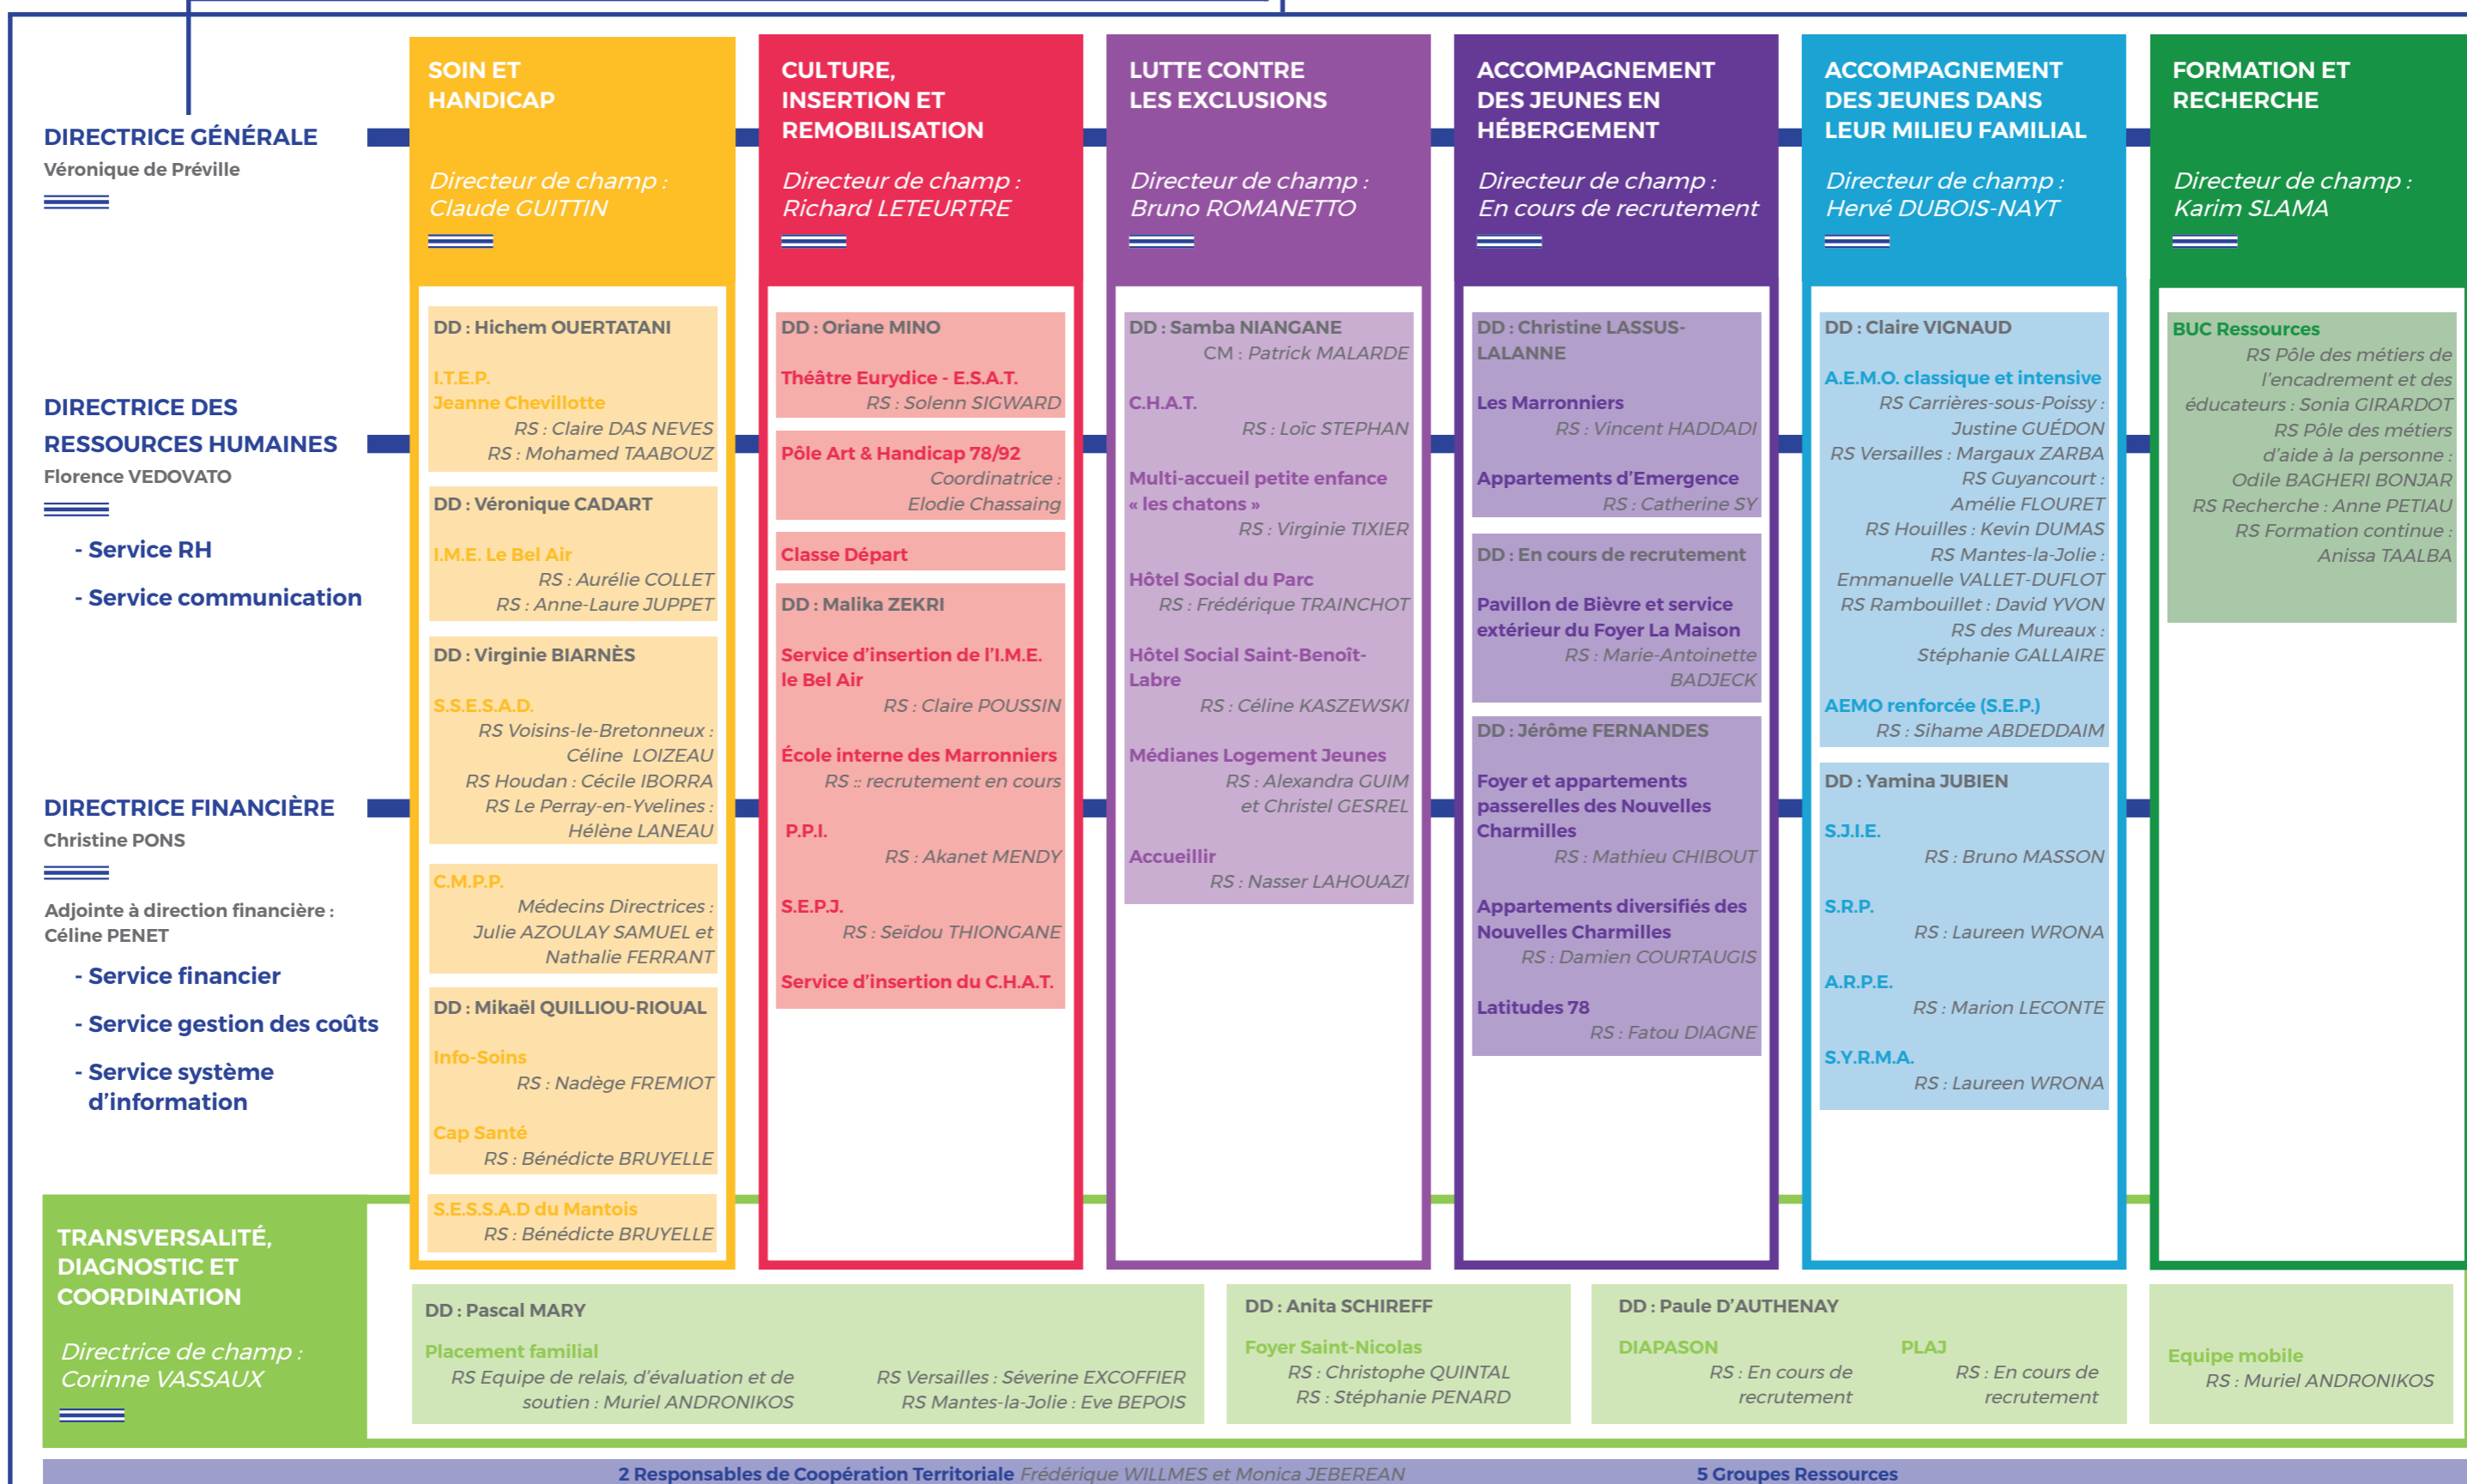 DIRECTRICE GÉNÉRALE
Véronique de Préville
DIRECTRICE DES
RESSOURCES HUMAINES
Florence VEDOVATO
- Service RH
- Service communication
DIRECTRICE FINANCIÈRE
Christine PONS
Adjointe à direction financière :
Céline PENET
- Service financier
- Service gestion des coûts
- Service système
d'information
SOIN ET
HANDICAP
Directeur de champ :
Claude GUITTIN
DD : Hichem OUERTATANI
I.T.E.P.
Jeanne Chevillotte
RS : Claire DAS NEVES
RS : Mohamed TAABOUZ
DD : Véronique CADART
I.M.E. Le Bel Air
RS : Aurélie COLLET
RS : Anne-Laure JUPPET
DD : Virginie BIARNÈS
S.S.E.S.A.D.
RS Voisins-le-Bretonneux :
Céline LOIZEAU
RS Houdan : Cécile IBORRA
RS Le Perray-en-Yvelines :
Hélène LANEAU
C.M.P.P.
Médecins Directrices :
Julie AZOULAY SAMUEL et
Nathalie FERRANT
DD : Mikaël QUILLIOU-RIOUAL
Info-Soins
RS : Nadège FREMIOT
Cap Santé
RS : Bénédicte BRUYELLE
S.E.S.S.A.D du Mantois
RS : Bénédicte BRUYELLE
CULTURE,
INSERTION ET
REMOBILISATION
Directeur de champ :
Richard LETEURTRE
DD : Oriane MINO
Théâtre Eurydice - E.S.A.T.
RS : Solenn SIGWARD
Pôle Art & Handicap 78/92
Coordinatrice :
Elodie Chassaing
Classe Départ
DD : Malika ZEKRI
Service d'insertion de l'I.M.E.
le Bel Air
RS : Claire POUSSIN
École interne des Marronniers
RS :: recrutement en cours
P.P.I.
RS : Akanet MENDY
S.E.P.J.
RS : Seïdou THIONGANE
Service d'insertion du C.H.A.T.
LUTTE CONTRE
LES EXCLUSIONS
Directeur de champ :
Bruno ROMANETTO
DD : Samba NIANGANE
CM : Patrick MALARDE
C.H.A.T.
RS : Loïc STEPHAN
Multi-accueil petite enfance
« les chatons »
RS : Virginie TIXIER
Hôtel Social du Parc
RS : Frédérique TRAINCHOT
Hôtel Social Saint-Benoît-
Labre
RS : Céline KASZEWSKI
Médianes Logement Jeunes
RS : Alexandra GUIM
et Christel GESREL
Accueillir
RS : Nasser LAHOUAZI
ACCOMPAGNEMENT
DES JEUNES EN
HÉBERGEMENT
Directeur de champ :
En cours de recrutement
DD : Christine LASSUS-
LALANNE
Les Marronniers
RS : Vincent HADDADI
Appartements d'Emergence
RS : Catherine SY
DD : En cours de recrutement
Pavillon de Bièvre et service
extérieur du Foyer La Maison
RS : Marie-Antoinette
BADJECK
DD : Jérôme FERNANDES
Foyer et appartements
passerelles des Nouvelles
Charmilles
RS : Mathieu CHIBOUT
Appartements diversifiés des
Nouvelles Charmilles
RS : Damien COURTAUGIS
Latitudes 78
RS : Fatou DIAGNE
ACCOMPAGNEMENT
DES JEUNES DANS
LEUR MILIEU FAMILIAL
Directeur de champ :
Hervé DUBOIS-NAYT
DD : Claire VIGNAUD
A.E.M.O. classique et intensive
RS Carrières-sous-Poissy :
Justine GUÉDON
RS Versailles : Margaux ZARBA
RS Guyancourt :
Amélie FLOURET
RS Houilles : Kevin DUMAS
RS Mantes-la-Jolie :
Emmanuelle VALLET-DUFLOT
RS Rambouillet : David YVON
RS des Mureaux :
Stéphanie GALLAIRE
AEMO renforcée (S.E.P.)
RS : Sihame ABDEDDAIM
DD : Yamina JUBIEN
S.J.I.E.
RS : Bruno MASSON
S.R.P.
RS : Laureen WRONA
A.R.P.E.
RS : Marion LECONTE
S.Y.R.M.A.
RS : Laureen WRONA
FORMATION ET
RECHERCHE
Directeur de champ :
Karim SLAMA
BUC Ressources
RS Pôle des métiers de
l'encadrement et des
éducateurs : Sonia GIRARDOT
RS Pôle des métiers
d'aide à la personne :
Odile BAGHERI BONJAR
RS Recherche : Anne PETIAU
RS Formation continue :
Anissa TAALBA
TRANSVERSALITÉ,
DIAGNOSTIC ET
COORDINATION
Directrice de champ :
Corinne VASSAUX
DD : Pascal MARY
Placement familial
RS Equipe de relais, d'évaluation et de
soutien : Muriel ANDRONIKOS
RS Versailles : Séverine EXCOFFIER
RS Mantes-la-Jolie : Eve BEPOIS
DD : Anita SCHIREFF
Foyer Saint-Nicolas
RS : Christophe QUINTAL
RS : Stéphanie PENARD
DD : Paule D'AUTHENAY
DIAPASON
RS : En cours de
recrutement
PLAJ
RS : En cours de
recrutement
Equipe mobile
RS : Muriel ANDRONIKOS
2 Responsables de Coopération Territoriale Frédérique WILLMES et Monica JEBEREAN
5 Groupes Ressources